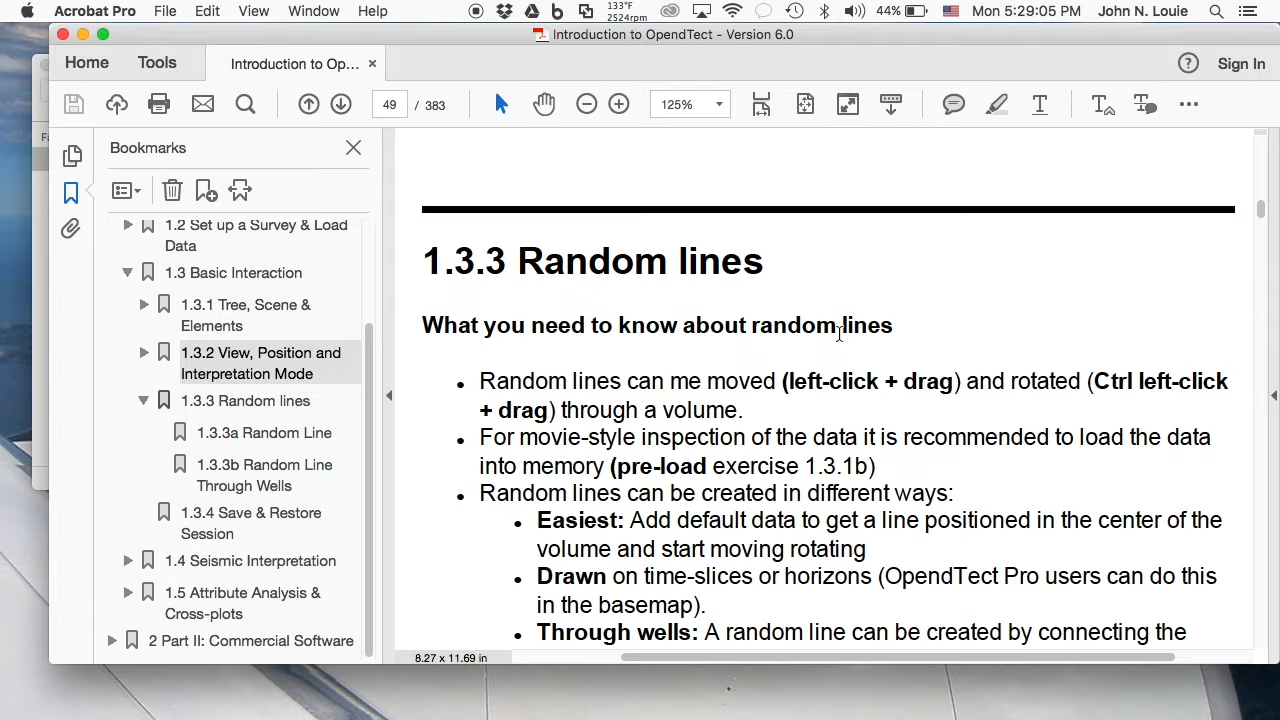 Acrobat Pro File Edit View Window Help 133°F 2524rpm 44% Mon 5:29:05 PM John N. Louie
Introduction to OpendTect - Version 6.0
Home Tools Introduction to Op... × ? Sign In
49 / 383 125%
Bookmarks
1.2 Set up a Survey & Load
Data
1.3 Basic Interaction
1.3.1 Tree, Scene &
Elements
1.3.2 View, Position and
Interpretation Mode
1.3.3 Random lines
1.3.3a Random Line
1.3.3b Random Line
Through Wells
1.3.4 Save & Restore
Session
1.4 Seismic Interpretation
1.5 Attribute Analysis &
Cross-plots
2 Part II: Commercial Software
1.3.3 Random lines
What you need to know about random lines
• Random lines can me moved (left-click + drag) and rotated (Ctrl left-click
+ drag) through a volume.
• For movie-style inspection of the data it is recommended to load the data
into memory (pre-load exercise 1.3.1b)
• Random lines can be created in different ways:
• Easiest: Add default data to get a line positioned in the center of the
volume and start moving rotating
• Drawn on time-slices or horizons (OpendTect Pro users can do this
in the basemap).
• Through wells: A random line can be created by connecting the
8.27 x 11.69 in